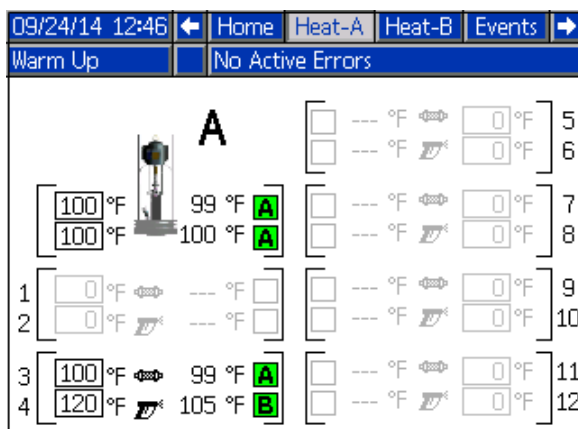 09/24/14 12:46 Home Heat-A Heat-B Events
Warm Up No Active Errors
A
--- °F 0 °F 5
--- °F 0 °F 6
100 °F 99 °F A
100 °F 100 °F A
--- °F 0 °F 7
--- °F 0 °F 8
1 0 °F --- °F
2 0 °F --- °F
--- °F 0 °F 9
--- °F 0 °F 10
3 100 °F 99 °F A
4 120 °F 105 °F B
--- °F 0 °F 11
--- °F 0 °F 12